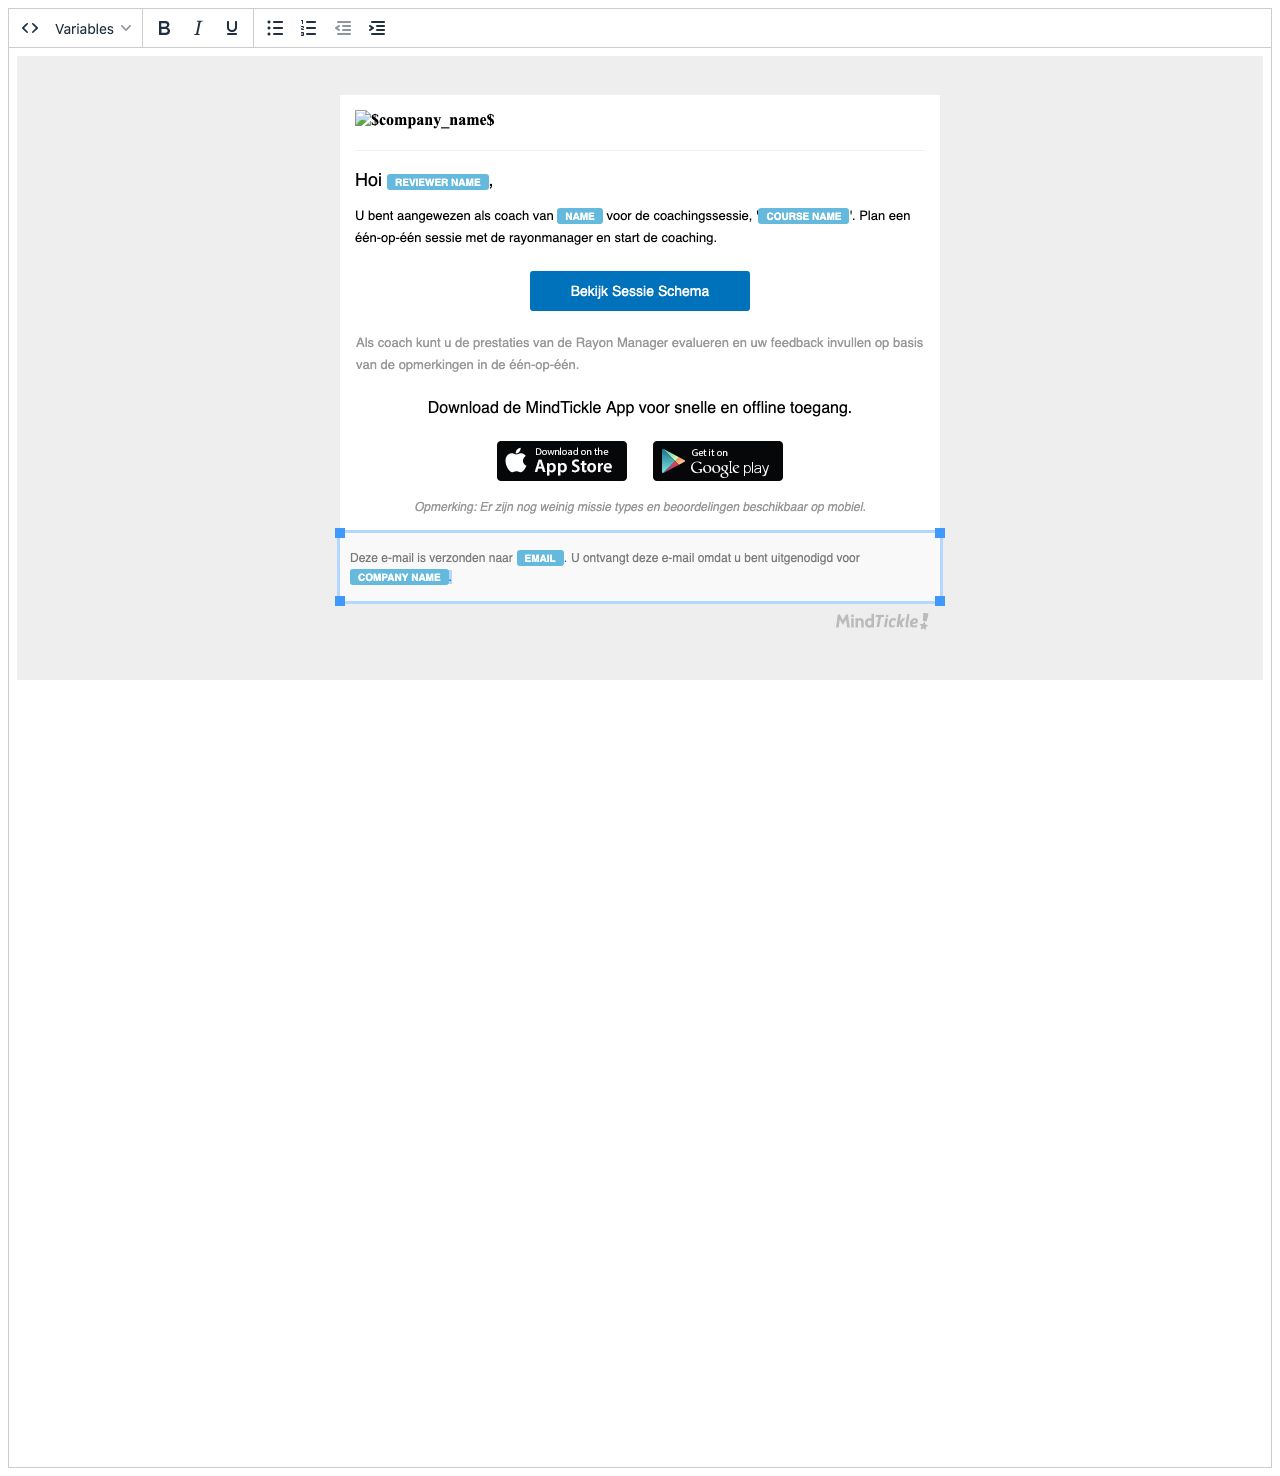 Variables
$company_name$
Hoi REVIEWER NAME,
U bent aangewezen als coach van NAME voor de coachingssessie, 'COURSE NAME'. Plan een
één-op-één sessie met de rayonmanager en start de coaching.
Bekijk Sessie Schema
Als coach kunt u de prestaties van de Rayon Manager evalueren en uw feedback invullen op basis
van de opmerkingen in de één-op-één.
Download de MindTickle App voor snelle en offline toegang.
Download on the
App Store
Get it on
Google play
Opmerking: Er zijn nog weinig missie types en beoordelingen beschikbaar op mobiel.
Deze e-mail is verzonden naar EMAIL. U ontvangt deze e-mail omdat u bent uitgenodigd voor
COMPANY NAME.
MindTickle!